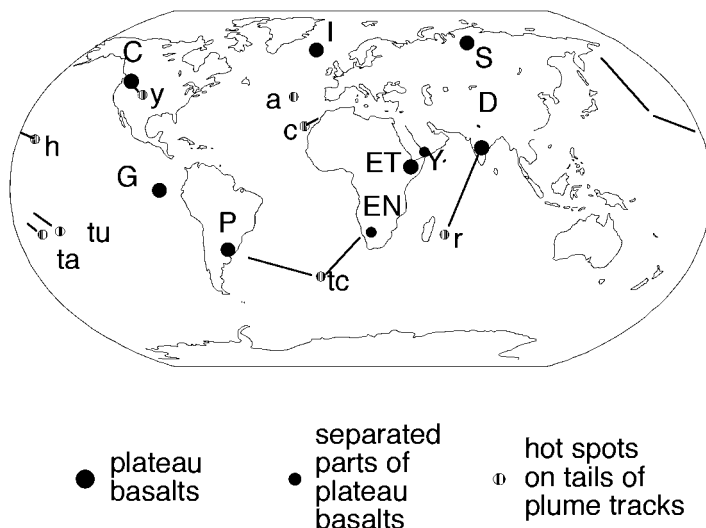 I
C
S
y
a
D
c
h
ET
Y
G
EN
P
tu
r
ta
tc
plateau
basalts
separated
parts of
plateau
basalts
hot spots
on tails of
plume tracks